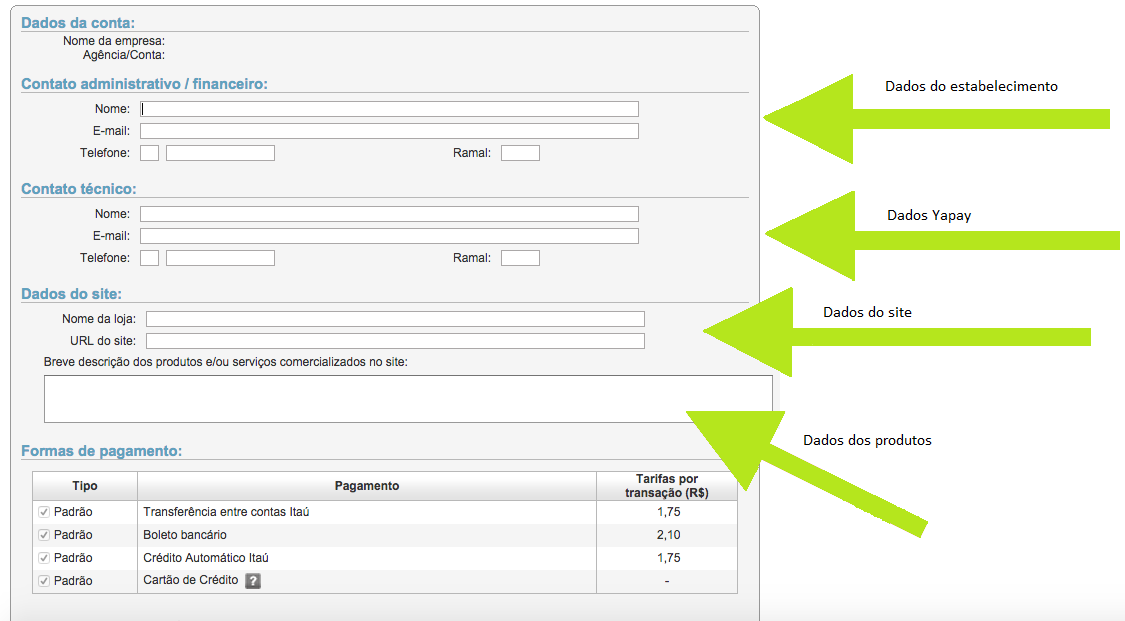 Dados da conta:
Nome da empresa:
Agência/Conta:
Contato administrativo / financeiro:
Dados do estabelecimento
Nome:
E-mail:
Telefone: Ramal:
Contato técnico:
Nome:
Dados Yapay
E-mail:
Telefone: Ramal:
Dados do site:
Dados do site
Nome da loja:
URL do site:
Breve descrição dos produtos e/ou serviços comercializados no site:
Dados dos produtos
Formas de pagamento:
Tipo Pagamento Tarifas por
transação (R$)
Padrão Transferência entre contas Itaú 1,75
Padrão Boleto bancário 2,10
Padrão Crédito Automático Itaú 1,75
Padrão Cartão de Crédito ? -